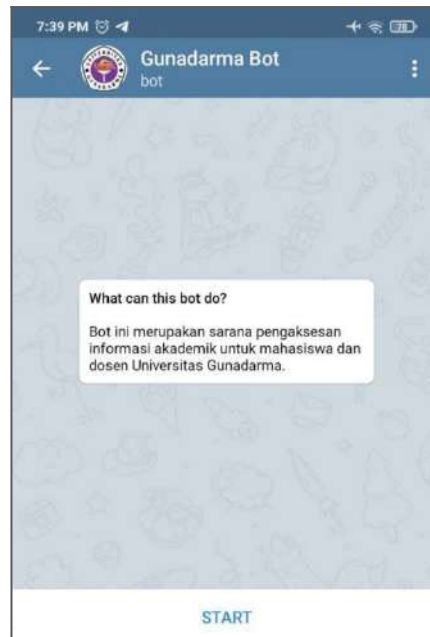 7:39 PM
78
Gunadarma Bot
bot
What can this bot do?
Bot ini merupakan sarana pengaksesan
informasi akademik untuk mahasiswa dan
dosen Universitas Gunadarma.
START